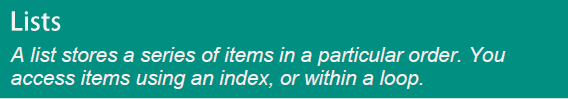 Lists
A list stores a series of items in a particular order. You
access items using an index, or within a loop.